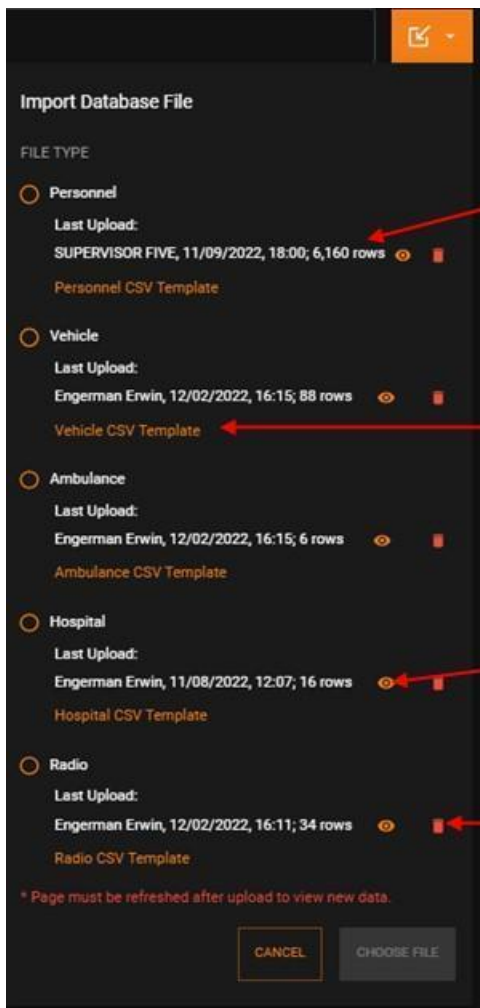 Import Database File
FILE TYPE
Personnel
Last Upload:
SUPERVISOR FIVE, 11/09/2022, 18:00; 6,160 rows
Personnel CSV Template
Vehicle
Last Upload:
Engerman Erwin, 12/02/2022, 16:15; 88 rows
Vehicle CSV Template
Ambulance
Last Upload:
Engerman Erwin, 12/02/2022, 16:15; 6 rows
Ambulance CSV Template
Hospital
Last Upload:
Engerman Erwin, 11/08/2022, 12:07; 16 rows
Hospital CSV Template
Radio
Last Upload:
Engerman Erwin, 12/02/2022, 16:11; 34 rows
Radio CSV Template
* Page must be refreshed after upload to view new data.
CANCEL CHOOSE FILE